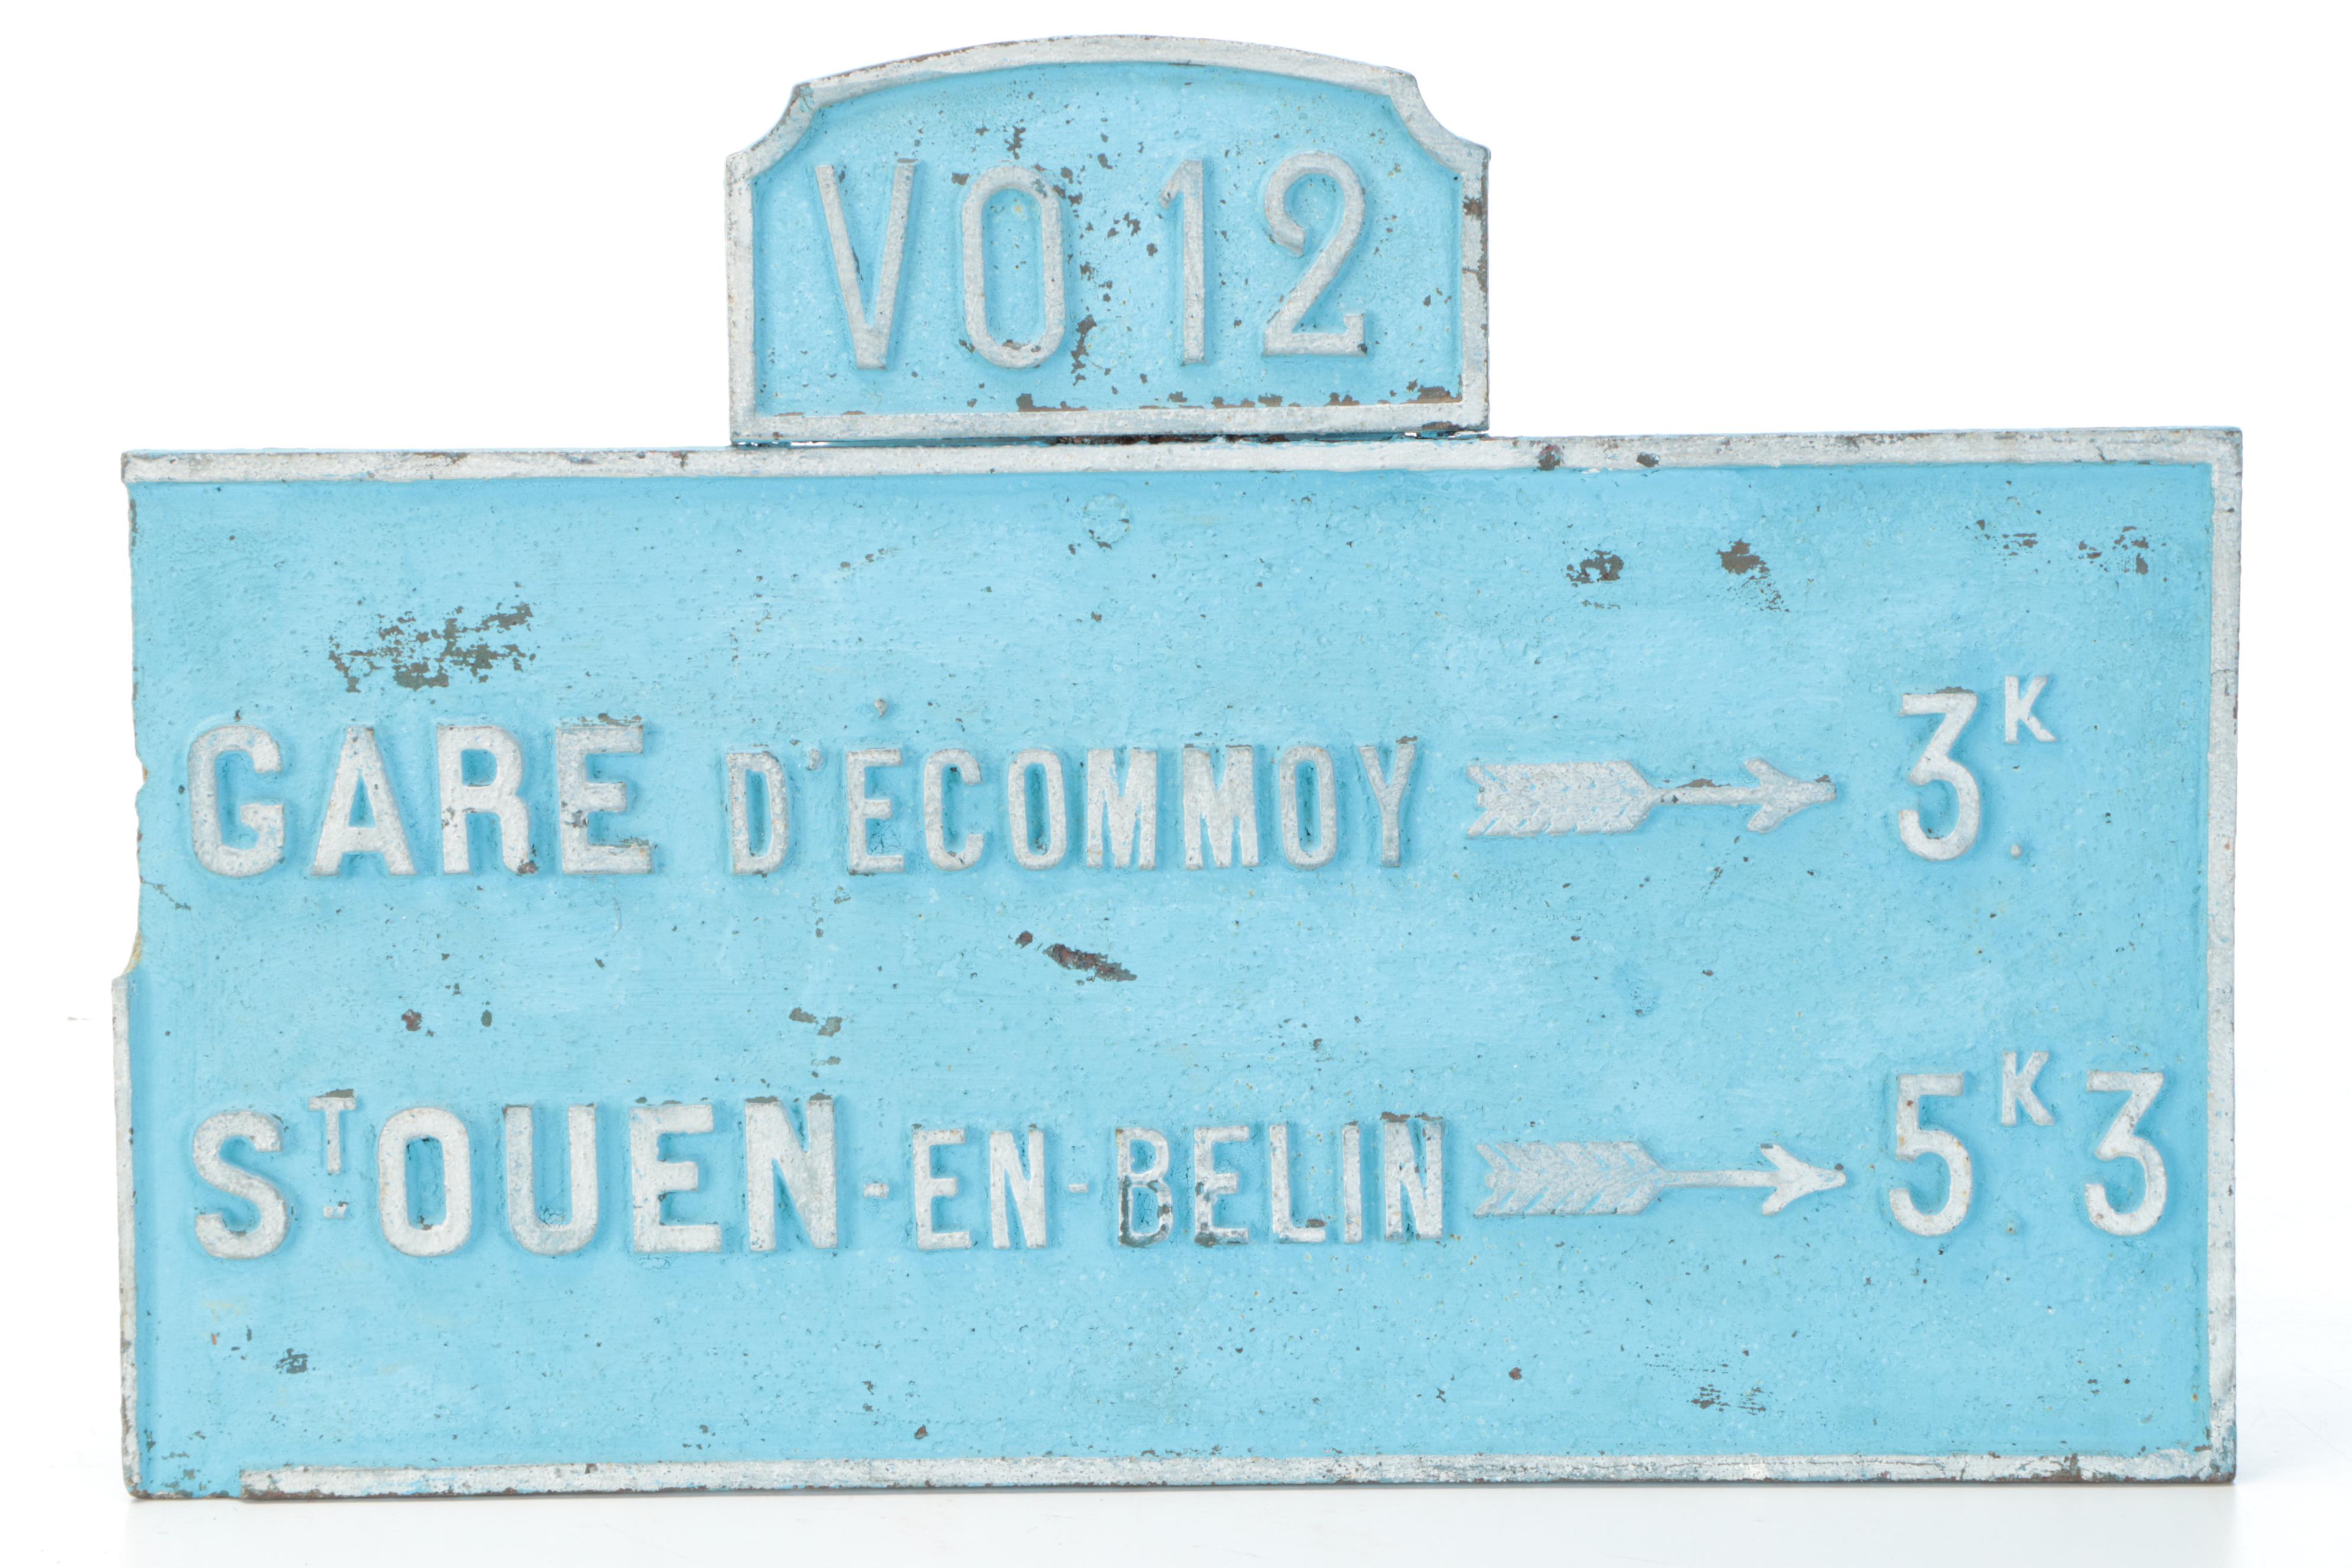 VO 12
GARE D'ÉCOMMOY → 3K
ST OUEN-EN-BELIN → 5K3